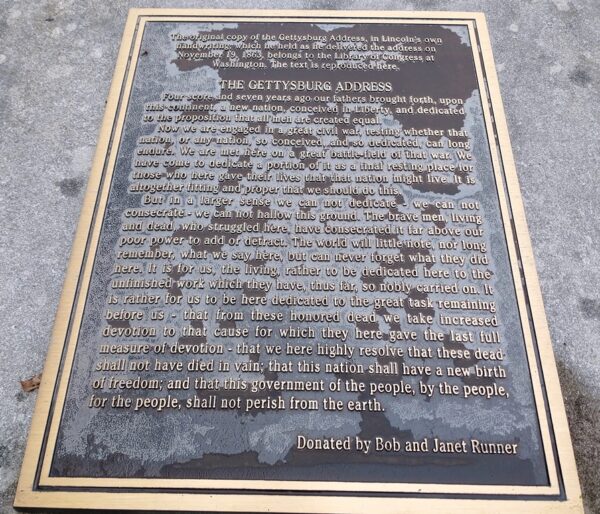 The original copy of the Gettysburg Address, in Lincoln's own
handwriting, which he held as he delivered the address on
November 19, 1863, belongs to the Library of Congress at
Washington. The text is reproduced here.
THE GETTYSBURG ADDRESS
Four score and seven years ago our fathers brought forth, upon
this continent, a new nation, conceived in Liberty, and dedicated
to the proposition that all men are created equal.
Now we are engaged in a great civil war, testing whether that
nation, or any nation, so conceived, and so dedicated, can long
endure. We are met here on a great battle-field of that war. We
have come to dedicate a portion of it as a final resting place for
those who here gave their lives that that nation might live. It is
altogether fitting and proper that we should do this.
But in a larger sense we can not dedicate - we can not
consecrate - we can not hallow this ground. The brave men, living
and dead, who struggled here, have consecrated it far above our
poor power to add or detract. The world will little note, nor long
remember, what we say here, but can never forget what they did
here. It is for us, the living, rather to be dedicated here to the
unfinished work which they have, thus far, so nobly carried on. It
is rather for us to be here dedicated to the great task remaining
before us - that from these honored dead we take increased
devotion to that cause for which they here gave the last full
measure of devotion - that we here highly resolve that these dead
shall not have died in vain; that this nation shall have a new birth
of freedom; and that this government of the people, by the people,
for the people, shall not perish from the earth.
Donated by Bob and Janet Runner